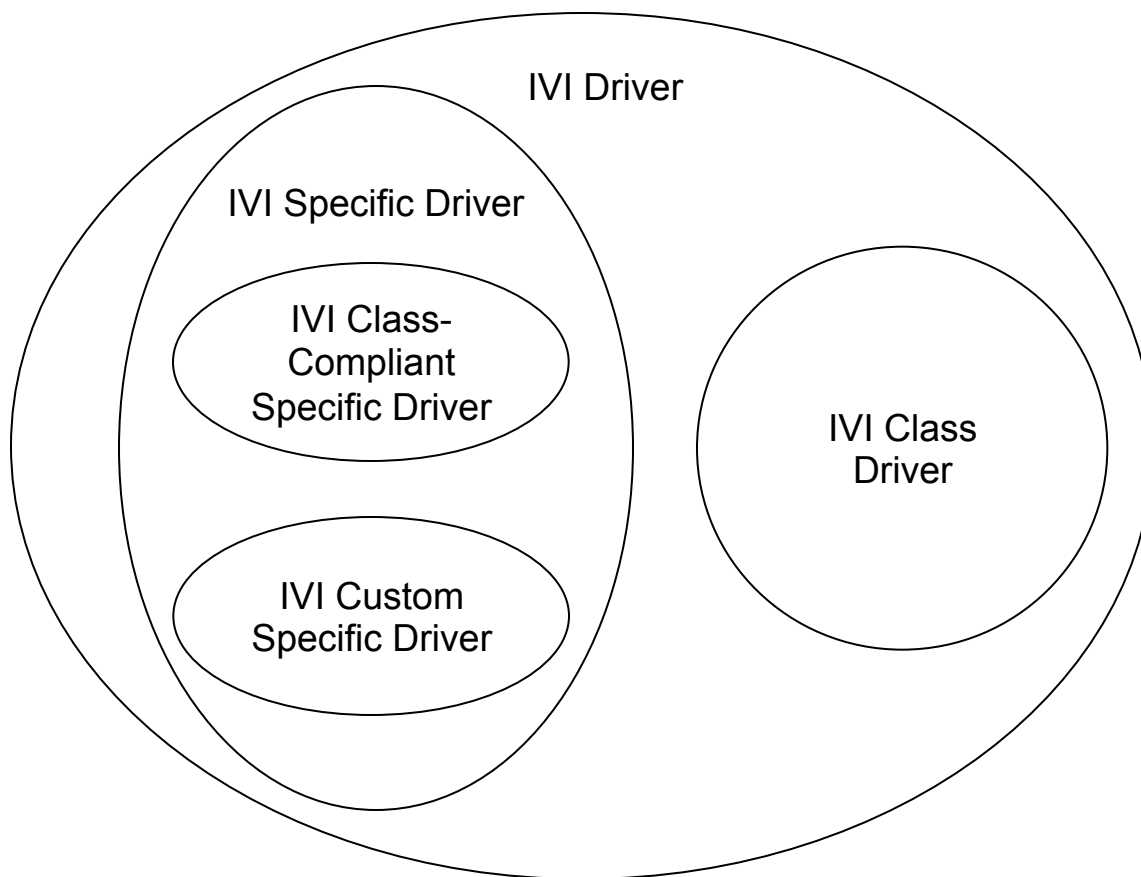 IVI Driver
IVI Specific Driver
IVI Class-
Compliant
Specific Driver
IVI Class
Driver
IVI Custom
Specific Driver